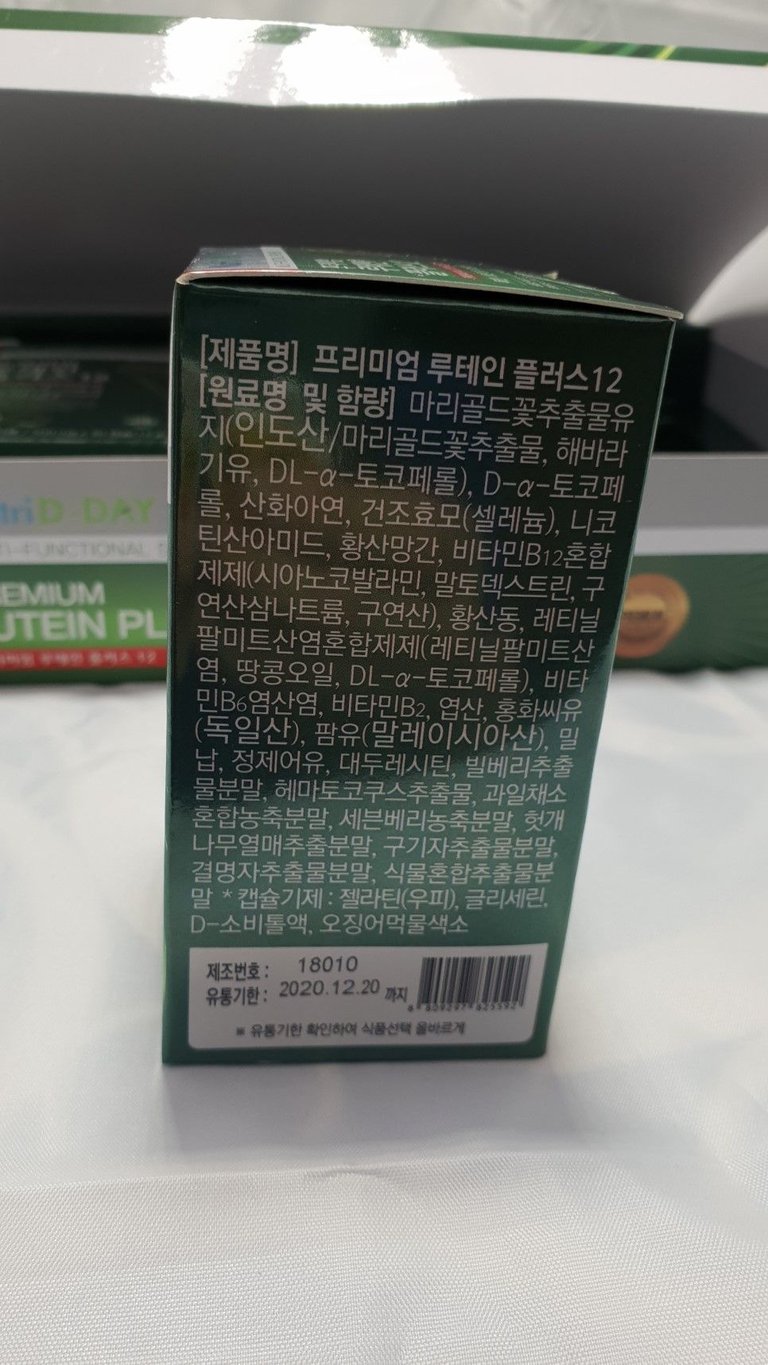 [제품명] 프리미엄 루테인 플러스12
[원료명 및 함량] 마리골드꽃추출물유
지(인도산/마리골드꽃추출물, 해바라
기유, DL-α-토코페롤), D-α-토코페
롤, 산화아연, 건조효모(셀레늄), 니코
틴산아미드, 황산망간, 비타민B12혼합
제제(시아노코발라민, 말토덱스트린, 구
연산삼나트륨, 구연산), 황산동, 레티닐
팔미트산염혼합제제(레티닐팔미트산
염, 땅콩오일, DL-α-토코페롤), 비타
민B6염산염, 비타민B2, 엽산, 홍화씨유
(독일산), 팜유(말레이시아산), 밀
납, 정제어유, 대두레시틴, 빌베리추출
물분말, 헤마토코쿠스추출물, 과일채소
혼합농축분말, 세븐베리농축분말, 헛개
나무열매추출분말, 구기자추출물분말,
결명자추출물분말, 식물혼합추출물분
말 * 캡슐기제 : 젤라틴(우피), 글리세린,
D-소비톨액, 오징어먹물색소
제조번호 : 18010
유통기한 : 2020.12.20 까지
※ 유통기한 확인하여 식품선택 올바르게
D-DAY
EMIUM
UTEIN PL
루테인 플러스 12